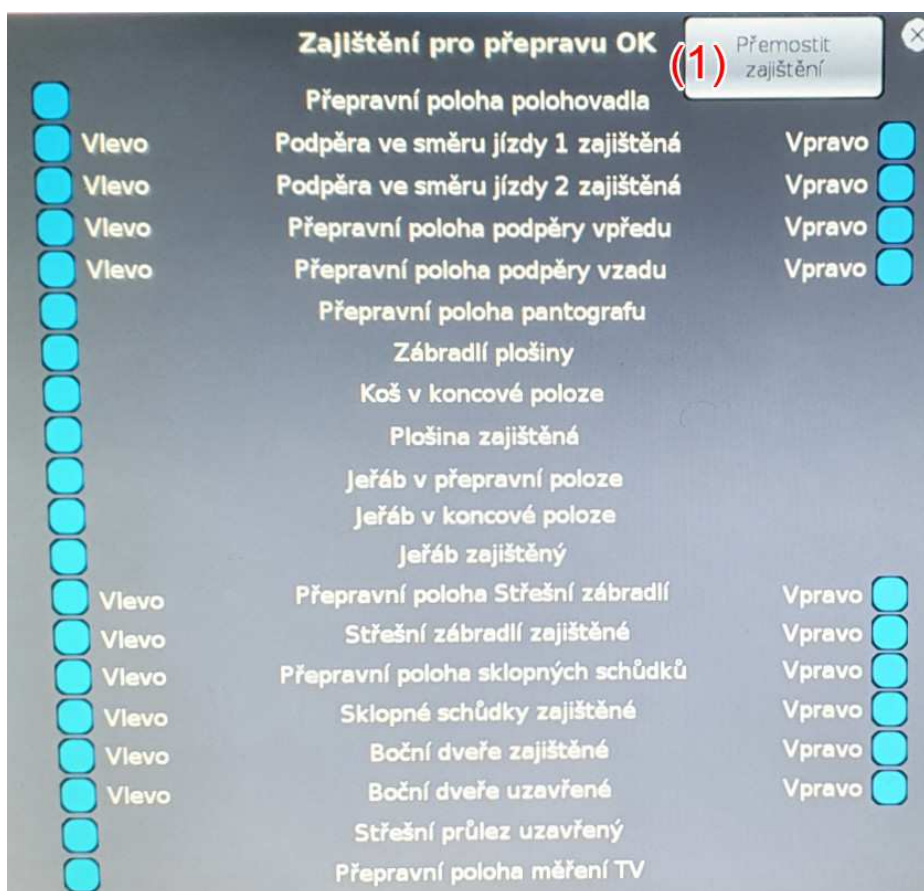 Zajištění pro přepravu OK
(1)
Přemostit
zajištění
Přepravní poloha polohovadla
Vlevo Podpěra ve směru jízdy 1 zajištěná Vpravo
Vlevo Podpěra ve směru jízdy 2 zajištěná Vpravo
Vlevo Přepravní poloha podpěry vpředu Vpravo
Vlevo Přepravní poloha podpěry vzadu Vpravo
Přepravní poloha pantografu
Zábradlí plošiny
Koš v koncové poloze
Plošina zajištěná
Jeřáb v přepravní poloze
Jeřáb v koncové poloze
Jeřáb zajištěný
Vlevo Přepravní poloha Střešní zábradlí Vpravo
Vlevo Střešní zábradlí zajištěné Vpravo
Vlevo Přepravní poloha sklopných schůdků Vpravo
Vlevo Sklopné schůdky zajištěné Vpravo
Vlevo Boční dveře zajištěné Vpravo
Vlevo Boční dveře uzavřené Vpravo
Střešní průlez uzavřený
Přepravní poloha měření TV